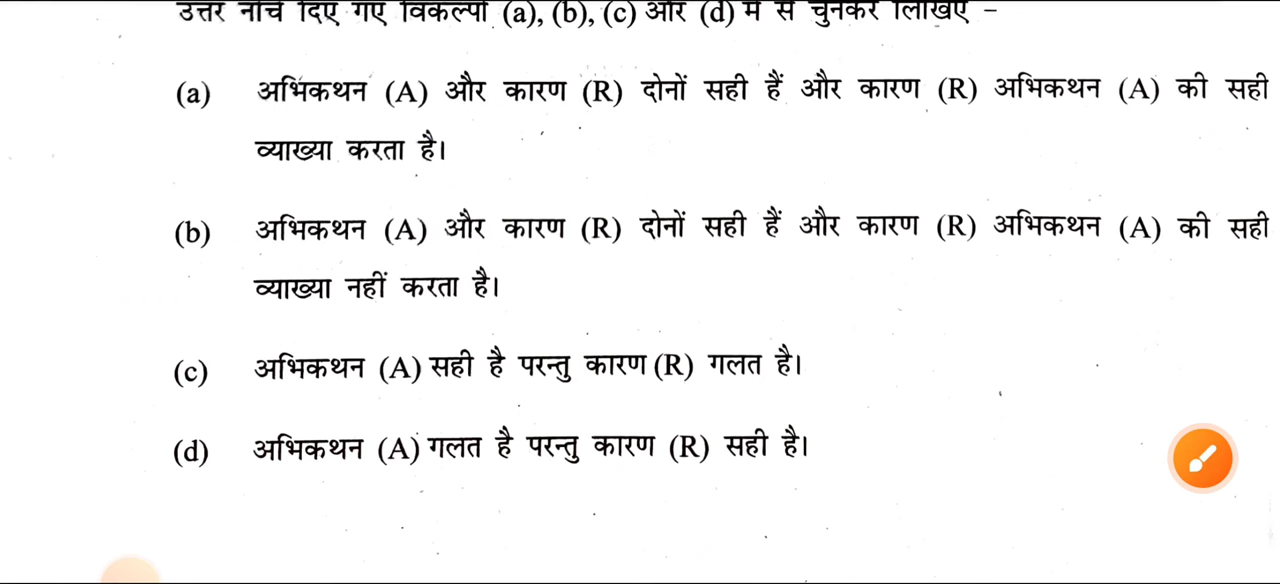 उत्तर नीचे दिए गए विकल्पों (a), (b), (c) और (d) में से चुनकर लिखिए –
(a) अभिकथन (A) और कारण (R) दोनों सही हैं और कारण (R) अभिकथन (A) की सही
व्याख्या करता है।
(b) अभिकथन (A) और कारण (R) दोनों सही हैं और कारण (R) अभिकथन (A) की सही
व्याख्या नहीं करता है।
(c) अभिकथन (A) सही है परन्तु कारण (R) गलत है।
(d) अभिकथन (A) गलत है परन्तु कारण (R) सही है।